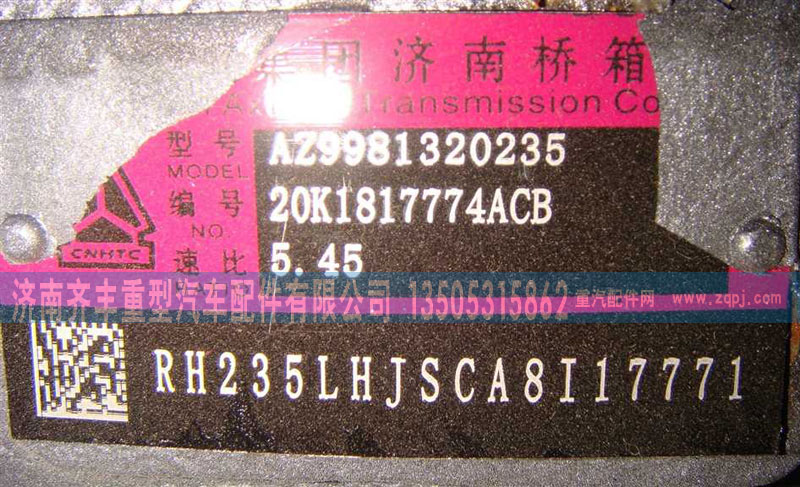 集团济南桥箱
Transmission Co
型号 AZ9981320235
MODEL
编号 20K1817774ACB
NO
速比 5.45
CNHTC
济南齐丰重型汽车配件有限公司 13505315862 重汽配件网 www.zqpj.com
RH235LHJSCA8I17771